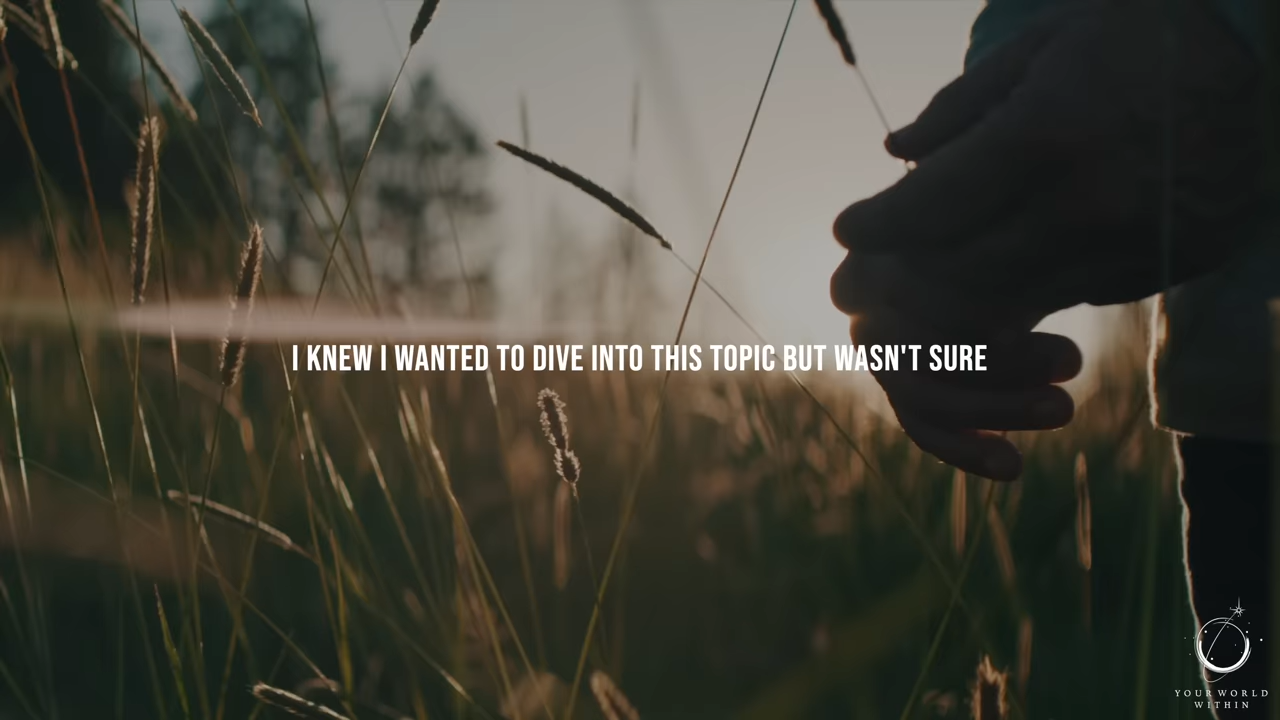 I KNEW I WANTED TO DIVE INTO THIS TOPIC BUT WASN'T SURE
YOUR WORLD
WITHIN